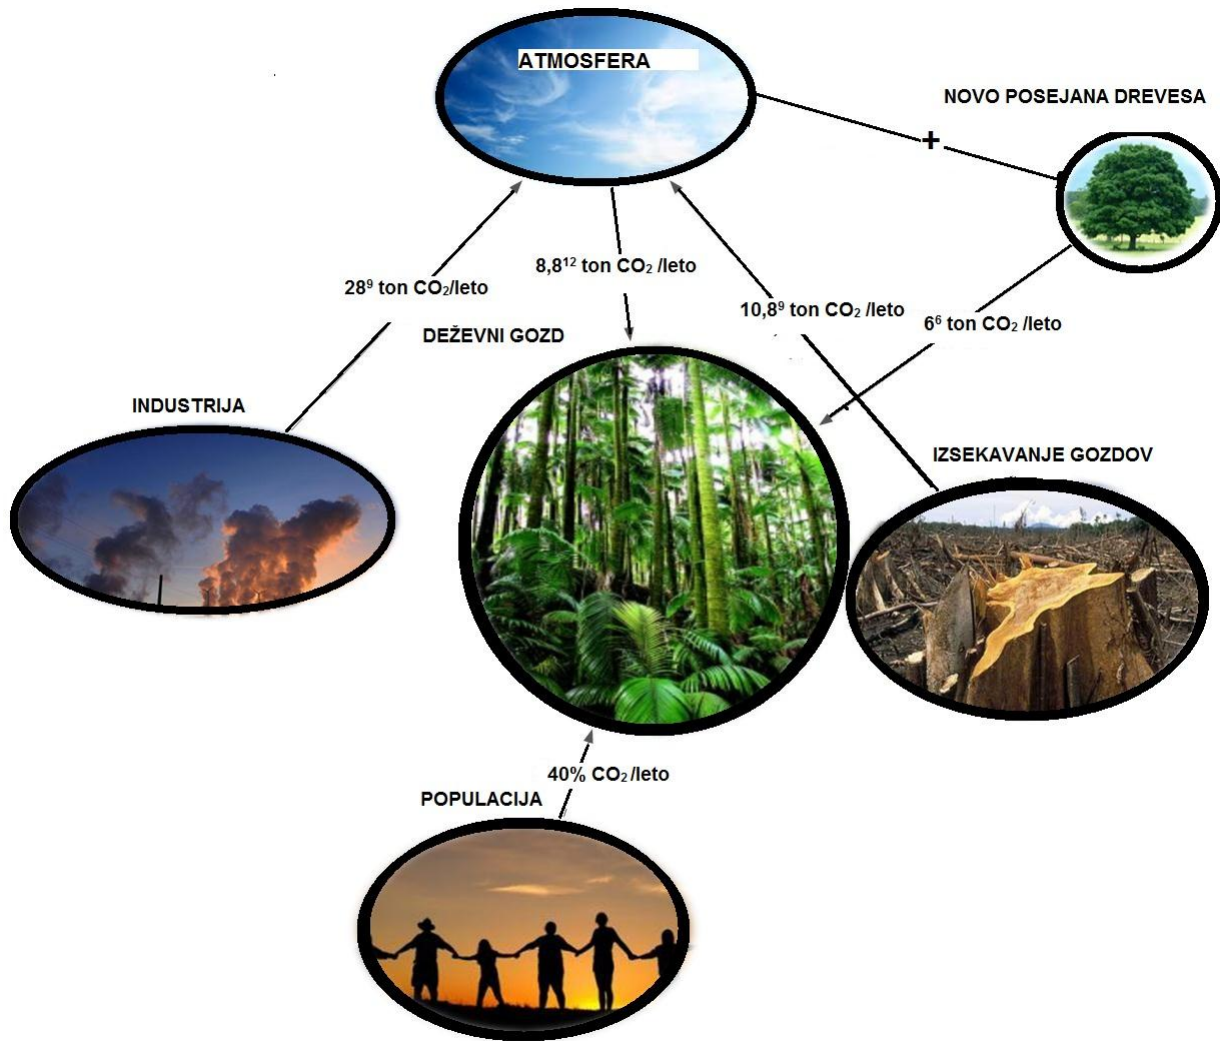 ATMOSFERA
NOVO POSEJANA DREVESA
+
8,8¹² ton CO₂ /leto
28⁹ ton CO₂/leto
10,8⁹ ton CO₂ /leto
6⁶ ton CO₂ /leto
DEŽEVNI GOZD
INDUSTRIJA
IZSEKAVANJE GOZDOV
40% CO₂ /leto
POPULACIJA